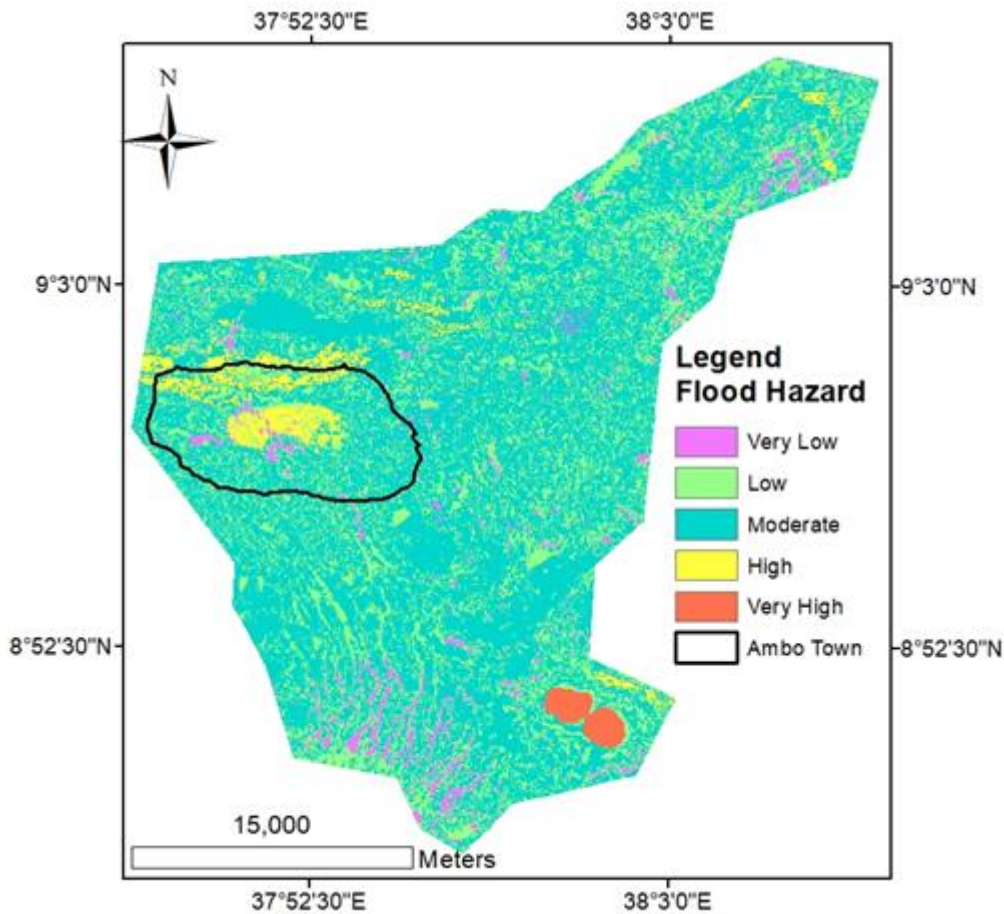 37°52'30"E
38°3'0"E
N
9°3'0"N
9°3'0"N
Legend
Flood Hazard
Very Low
Low
Moderate
High
Very High
Ambo Town
8°52'30"N
8°52'30"N
15,000
Meters
37°52'30"E
38°3'0"E